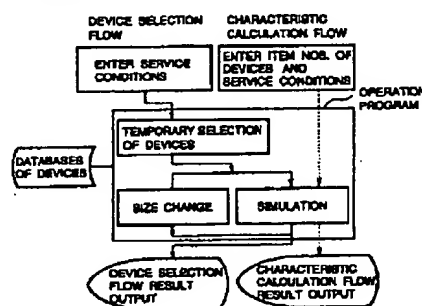 DEVICE SELECTION
FLOW
CHARACTERISTIC
CALCULATION FLOW
ENTER SERVICE
CONDITIONS
ENTER ITEM NOS. OF
DEVICES AND
SERVICE CONDITIONS
OPERATION
PROGRAM
TEMPORARY SELECTION
OF DEVICES
DATABASES
OF DEVICES
SIZE CHANGE
SIMULATION
DEVICE SELECTION
FLOW RESULT
OUTPUT
CHARACTERISTIC
CALCULATION FLOW
RESULT OUTPUT